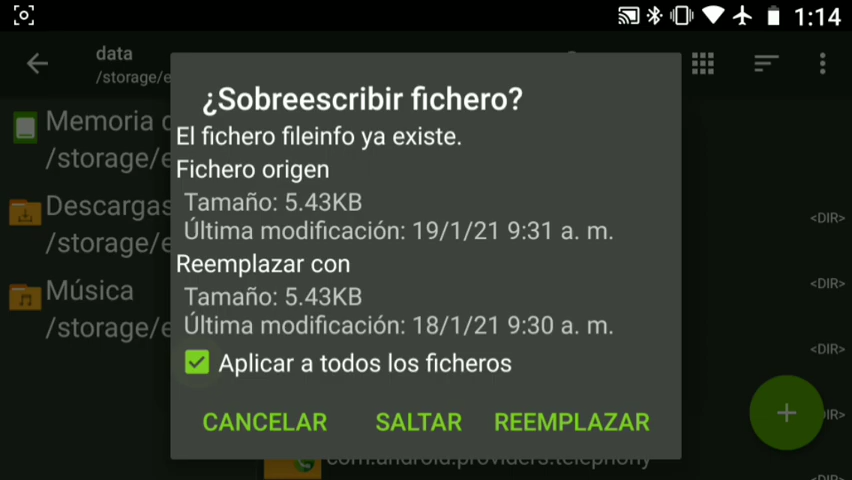 1:14
data
/storage/e
Memoria d
/storage/e
Descargas
/storage/e
Música
/storage/e
¿Sobreescribir fichero?
El fichero fileinfo ya existe.
Fichero origen
Tamaño: 5.43KB
Última modificación: 19/1/21 9:31 a. m.
Reemplazar con
Tamaño: 5.43KB
Última modificación: 18/1/21 9:30 a. m.
Aplicar a todos los ficheros
CANCELAR SALTAR REEMPLAZAR
<DIR>
<DIR>
<DIR>
DIR>
com.android.providers.telephony
<DIR>